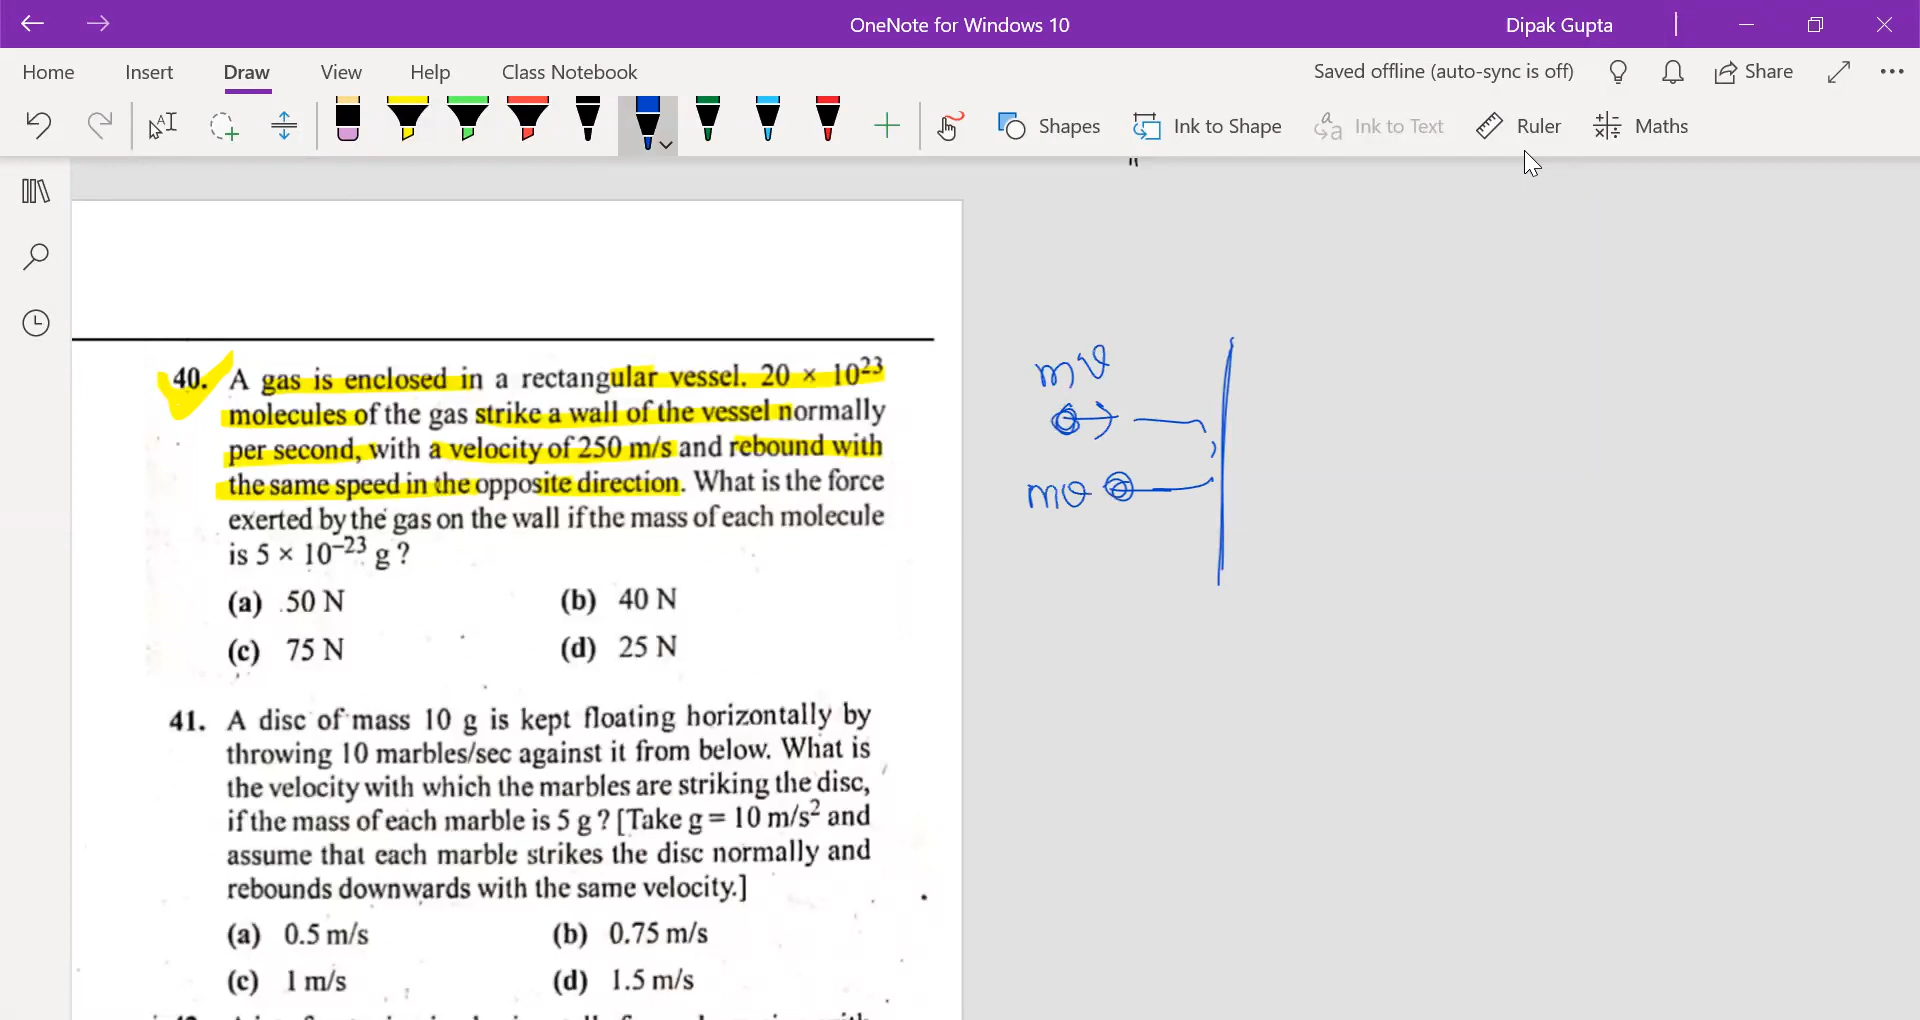 OneNote for Windows 10
Dipak Gupta
Home Insert Draw View Help Class Notebook
Saved offline (auto-sync is off) Share
Shapes Ink to Shape Ink to Text Ruler Maths
40. A gas is enclosed in a rectangular vessel. 20 × 10²³
molecules of the gas strike a wall of the vessel normally
per second, with a velocity of 250 m/s and rebound with
the same speed in the opposite direction. What is the force
exerted by the gas on the wall if the mass of each molecule
is 5 × 10⁻²³ g ?
(a) 50 N (b) 40 N
(c) 75 N (d) 25 N
41. A disc of mass 10 g is kept floating horizontally by
throwing 10 marbles/sec against it from below. What is
the velocity with which the marbles are striking the disc,
if the mass of each marble is 5 g ? [Take g = 10 m/s² and
assume that each marble strikes the disc normally and
rebounds downwards with the same velocity.]
(a) 0.5 m/s (b) 0.75 m/s
(c) 1 m/s (d) 1.5 m/s
mv
mv